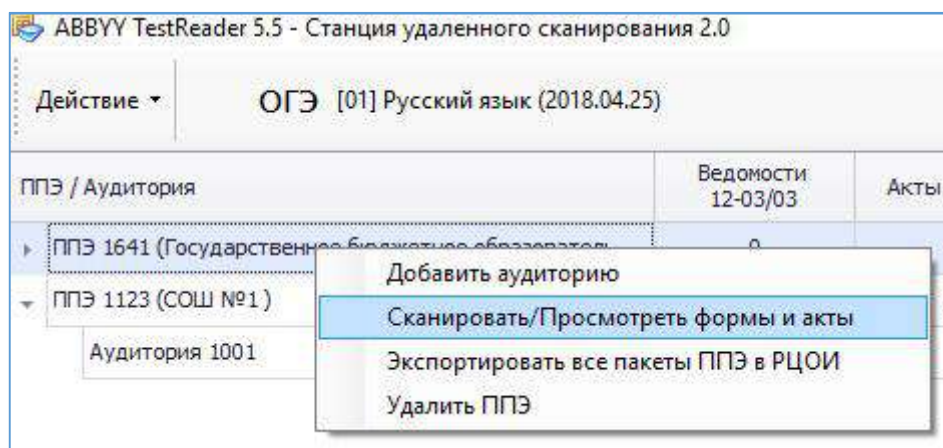 ABBYY TestReader 5.5 - Станция удаленного сканирования 2.0
Действие
ОГЭ [01] Русский язык (2018.04.25)
ППЭ / Аудитория
Ведомости
12-03/03
Акты
ППЭ 1641 (Государственное бюджетное образователь
Добавить аудиторию
ППЭ 1123 (СОШ №1)
Сканировать/Просмотреть формы и акты
Аудитория 1001
Экспортировать все пакеты ППЭ в РЦОИ
Удалить ППЭ